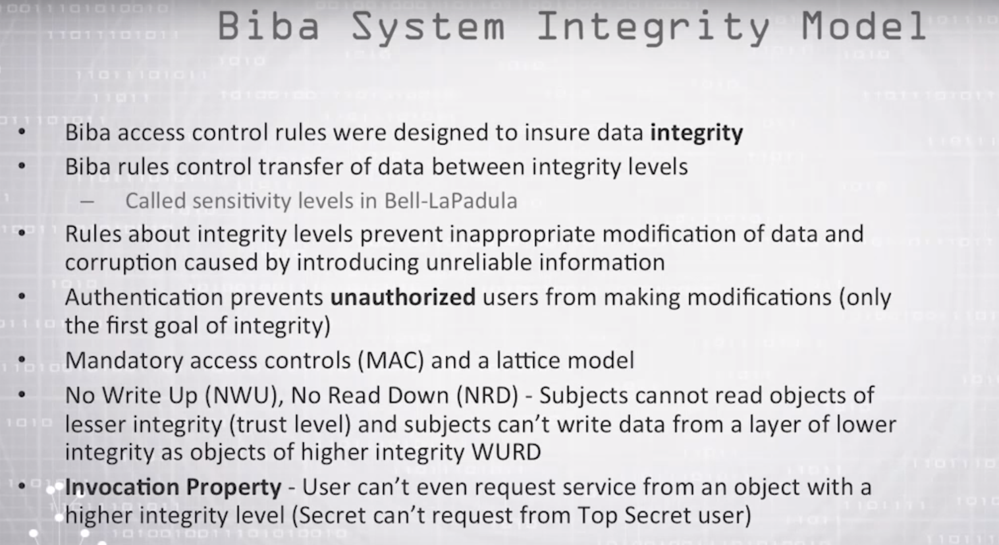 Biba System Integrity Model
• Biba access control rules were designed to insure data integrity
• Biba rules control transfer of data between integrity levels
– Called sensitivity levels in Bell-LaPadula
• Rules about integrity levels prevent inappropriate modification of data and
corruption caused by introducing unreliable information
• Authentication prevents unauthorized users from making modifications (only
the first goal of integrity)
• Mandatory access controls (MAC) and a lattice model
• No Write Up (NWU), No Read Down (NRD) - Subjects cannot read objects of
lesser integrity (trust level) and subjects can’t write data from a layer of lower
integrity as objects of higher integrity WURD
• Invocation Property - User can’t even request service from an object with a
higher integrity level (Secret can’t request from Top Secret user)